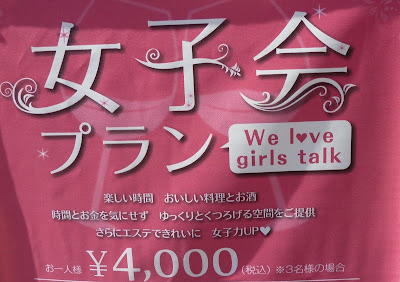 女子会
プラン
We l♥ve
girls talk
楽しい時間　おいしい料理とお酒
時間とお金を気にせず　ゆっくりとくつろげる空間をご提供
さらにエステできれいに　女子力UP♥
お一人様 ¥4,000(税込) ※3名様の場合